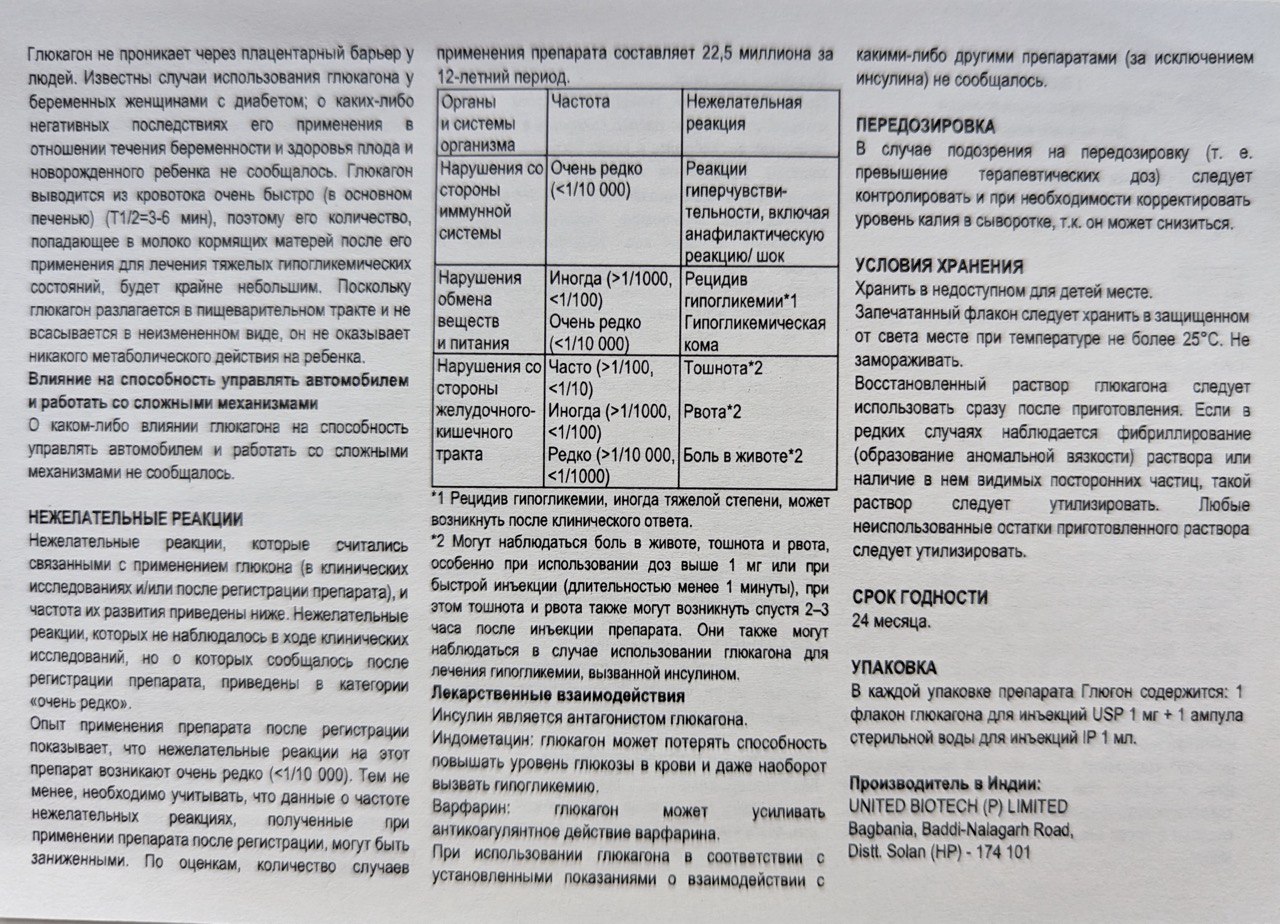 Глюкагон не проникает через плацентарный барьер у
людей. Известны случаи использования глюкагона у
беременных женщинами с диабетом; о каких-либо
негативных последствиях его применения в
отношении течения беременности и здоровья плода и
новорожденного ребенка не сообщалось. Глюкагон
выводится из кровотока очень быстро (в основном
печенью) (Т1/2=3-6 мин), поэтому его количество,
попадающее в молоко кормящих матерей после его
применения для лечения тяжелых гипогликемических
состояний, будет крайне небольшим. Поскольку
глюкагон разлагается в пищеварительном тракте и не
всасывается в неизмененном виде, он не оказывает
никакого метаболического действия на ребенка.
Влияние на способность управлять автомобилем
и работать со сложными механизмами
О каком-либо влиянии глюкагона на способность
управлять автомобилем и работать со сложными
механизмами не сообщалось.
НЕЖЕЛАТЕЛЬНЫЕ РЕАКЦИИ
Нежелательные реакции, которые считались
связанными с применением глюкона (в клинических
исследованиях и/или после регистрации препарата), и
частота их развития приведены ниже. Нежелательные
реакции, которых не наблюдалось в ходе клинических
исследований, но о которых сообщалось после
регистрации препарата, приведены в категории
«очень редко».
Опыт применения препарата после регистрации
показывает, что нежелательные реакции на этот
препарат возникают очень редко (<1/10 000). Тем не
менее, необходимо учитывать, что данные о частоте
нежелательных реакциях, полученные при
применении препарата после регистрации, могут быть
заниженными. По оценкам, количество случаев
применения препарата составляет 22,5 миллиона за
12-летний период.
Органы Частота Нежелательная
и системы реакция
организма
Нарушения со Очень редко Реакции
стороны (<1/10 000) гиперчувстви-
иммунной тельности, включая
системы анафилактическую
реакцию/ шок
Нарушения Иногда (>1/1000, Рецидив
обмена <1/100) гипогликемии*1
веществ Очень редко Гипогликемическая
и питания (<1/10 000) кома
Нарушения со Часто (>1/100, Тошнота*2
стороны <1/10)
желудочного- Иногда (>1/1000, Рвота*2
кишечного <1/100)
тракта Редко (>1/10 000, Боль в животе*2
<1/1000)
*1 Рецидив гипогликемии, иногда тяжелой степени, может
возникнуть после клинического ответа.
*2 Могут наблюдаться боль в животе, тошнота и рвота,
особенно при использовании доз выше 1 мг или при
быстрой инъекции (длительностью менее 1 минуты), при
этом тошнота и рвота также могут возникнуть спустя 2–3
часа после инъекции препарата. Они также могут
наблюдаться в случае использовании глюкагона для
лечения гипогликемии, вызванной инсулином.
Лекарственные взаимодействия
Инсулин является антагонистом глюкагона.
Индометацин: глюкагон может потерять способность
повышать уровень глюкозы в крови и даже наоборот
вызвать гипогликемию.
Варфарин: глюкагон может усиливать
антикоагулянтное действие варфарина.
При использовании глюкагона в соответствии с
установленными показаниями о взаимодействии с
какими-либо другими препаратами (за исключением
инсулина) не сообщалось.
ПЕРЕДОЗИРОВКА
В случае подозрения на передозировку (т. е.
превышение терапевтических доз) следует
контролировать и при необходимости корректировать
уровень калия в сыворотке, т.к. он может снизиться.
УСЛОВИЯ ХРАНЕНИЯ
Хранить в недоступном для детей месте.
Запечатанный флакон следует хранить в защищенном
от света месте при температуре не более 25°С. Не
замораживать.
Восстановленный раствор глюкагона следует
использовать сразу после приготовления. Если в
редких случаях наблюдается фибриллирование
(образование аномальной вязкости) раствора или
наличие в нем видимых посторонних частиц, такой
раствор следует утилизировать. Любые
неиспользованные остатки приготовленного раствора
следует утилизировать.
СРОК ГОДНОСТИ
24 месяца.
УПАКОВКА
В каждой упаковке препарата Глюгон содержится: 1
флакон глюкагона для инъекций USP 1 мг + 1 ампула
стерильной воды для инъекций IP 1 мл.
Производитель в Индии:
UNITED BIOTECH (P) LIMITED
Bagbania, Baddi-Nalagarh Road,
Distt. Solan (HP) - 174 101